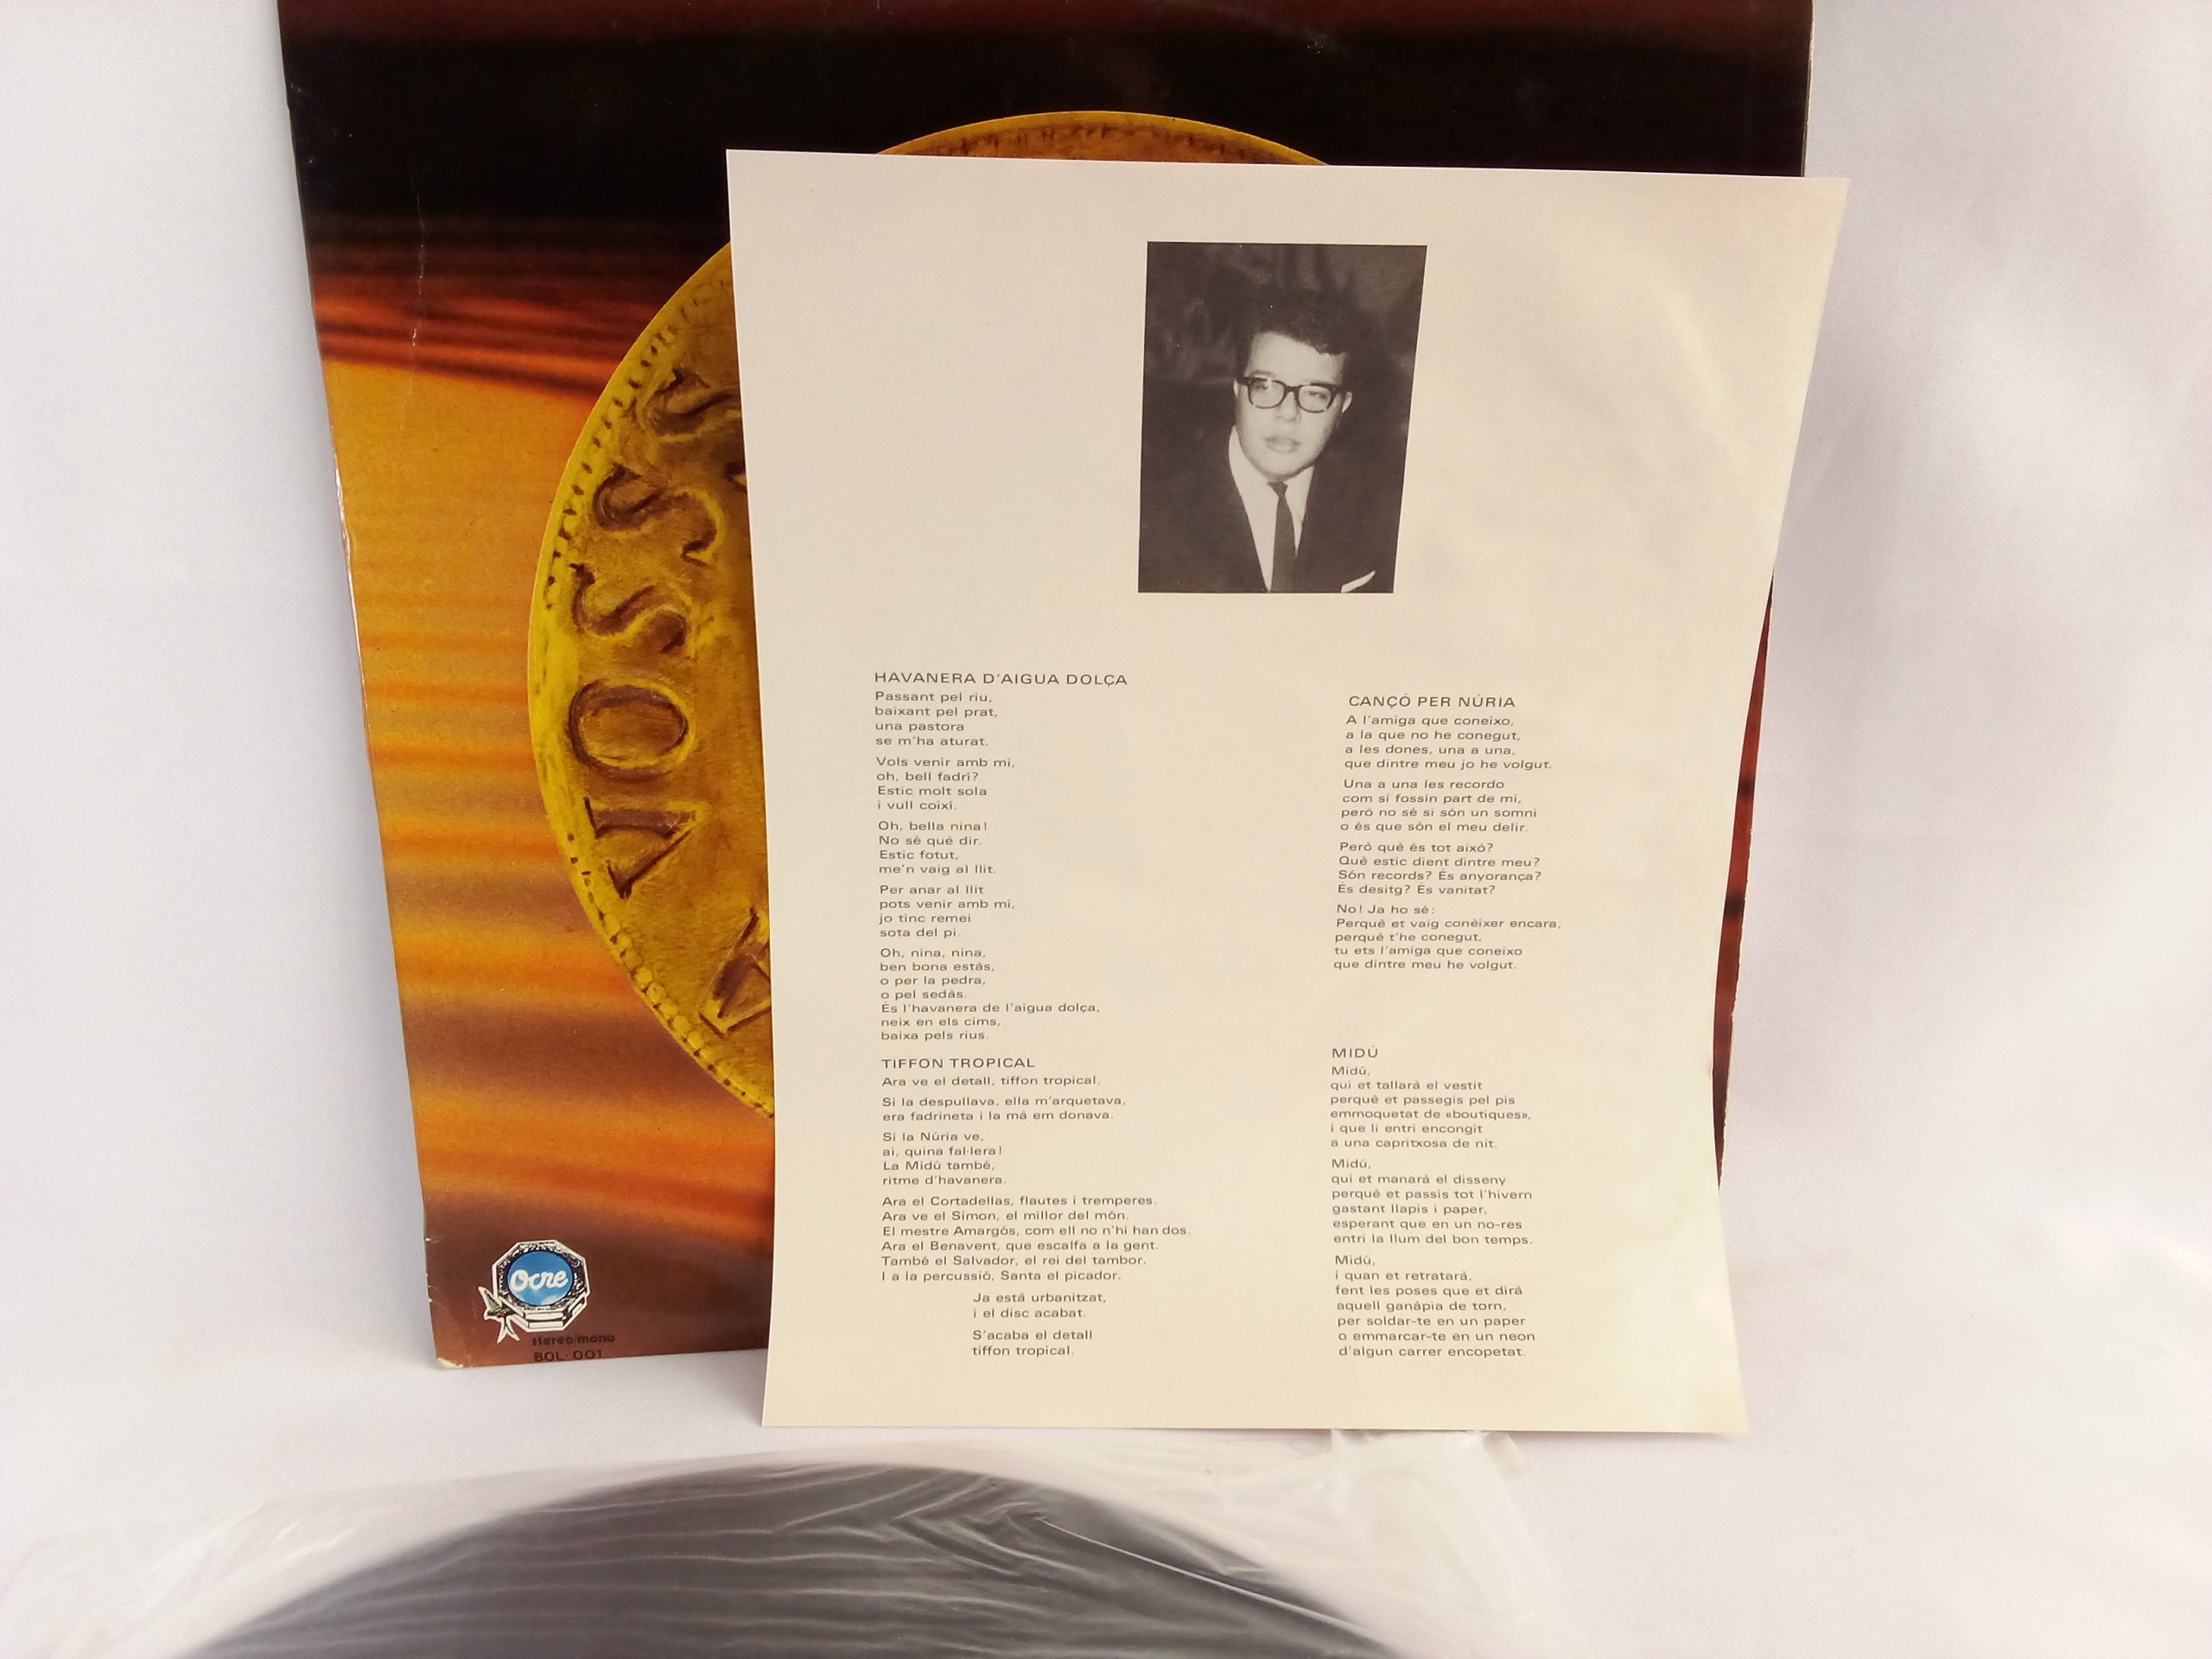 VOSSS
Ocre
stereo/mono
BOL-001
HAVANERA D'AIGUA DOLÇA
Passant pel riu,
baixant pel prat,
una pastora
se m'ha aturat.
Vols venir amb mi,
oh, bell fadrí?
Estic molt sola
i vull coixí.
Oh, bella nina!
No sé què dir.
Estic fotut,
me'n vaig al llit.
Per anar al llit
pots venir amb mi,
jo tinc remei
sota del pi.
Oh, nina, nina,
ben bona estàs,
o per la pedra,
o pel sedàs.
És l'havanera de l'aigua dolça,
neix en els cims,
baixa pels rius.
TIFFON TROPICAL
Ara ve el detall, tiffon tropical.
Si la despullava, ella m'arquetava,
era fadrineta i la mà em donava.
Si la Núria ve,
ai, quina fal·lera!
La Midú també,
ritme d'havanera.
Ara el Cortadellas, flautes i tremperes.
Ara ve el Simon, el millor del món.
El mestre Amargós, com ell no n'hi han dos.
Ara el Benavent, que escalfa a la gent.
També el Salvador, el rei del tambor.
I a la percussió, Santa el picador.
Ja està urbanitzat,
i el disc acabat.
S'acaba el detall
tiffon tropical.
CANÇÓ PER NÚRIA
A l'amiga que coneixo,
a la que no he conegut,
a les dones, una a una,
que dintre meu jo he volgut.
Una a una les recordo
com si fossin part de mi,
però no sé si són un somni
o és que són el meu delir.
Però què és tot això?
Què estic dient dintre meu?
Són records? És anyorança?
És desitg? És vanitat?
No! Ja ho sé:
Perquè et vaig conèixer encara,
perquè t'he conegut,
tu ets l'amiga que coneixo
que dintre meu he volgut.
MIDÚ
Midú,
qui et tallarà el vestit
perquè et passegis pel pis
emmoquetat de «boutiques»,
i que li entri encongit
a una capritxosa de nit.
Midú,
qui et manarà el disseny
perquè et passis tot l'hivern
gastant llapis i paper,
esperant que en un no-res
entri la llum del bon temps.
Midú,
i quan et retratarà,
fent les poses que et dirà
aquell ganàpia de torn,
per soldar-te en un paper
o emmarcar-te en un neon
d'algun carrer encopetat.